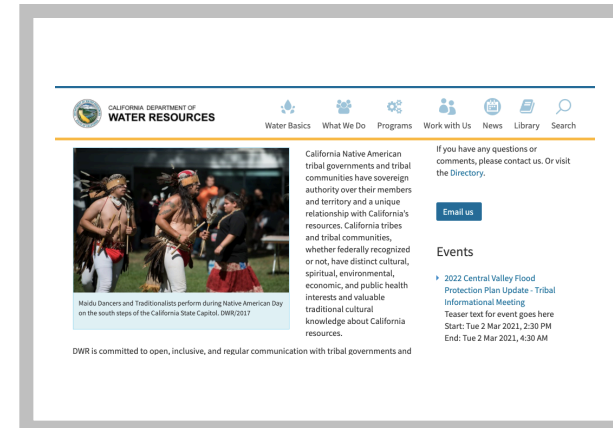 CALIFORNIA DEPARTMENT OF
WATER RESOURCES
Water Basics
What We Do
Programs
Work with Us
News
Library
Search
Maidu Dancers and Traditionalists perform during Native American Day
on the south steps of the California State Capitol. DWR/2017
California Native American
tribal governments and tribal
communities have sovereign
authority over their members
and territory and a unique
relationship with California's
resources. California tribes
and tribal communities,
whether federally recognized
or not, have distinct cultural,
spiritual, environmental,
economic, and public health
interests and valuable
traditional cultural
knowledge about California
resources.
DWR is committed to open, inclusive, and regular communication with tribal governments and
If you have any questions or
comments, please contact us. Or visit
the Directory.
Email us
Events
2022 Central Valley Flood
Protection Plan Update - Tribal
Informational Meeting
Teaser text for event goes here
Start: Tue 2 Mar 2021, 2:30 PM
End: Tue 2 Mar 2021, 4:30 AM